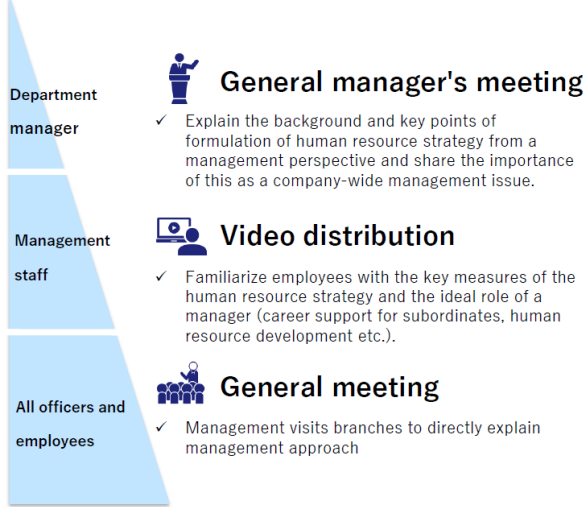 Department
manager
General manager's meeting
✓ Explain the background and key points of
formulation of human resource strategy from a
management perspective and share the importance
of this as a company-wide management issue.
Management
staff
Video distribution
✓ Familiarize employees with the key measures of the
human resource strategy and the ideal role of a
manager (career support for subordinates, human
resource development etc.).
All officers and
employees
General meeting
✓ Management visits branches to directly explain
management approach